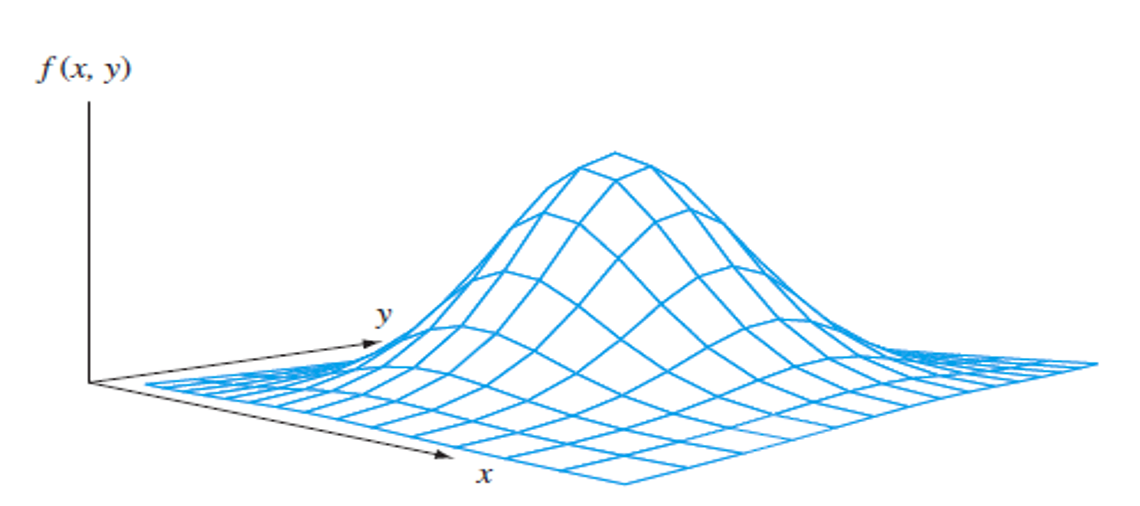 f (x, y)
y
x